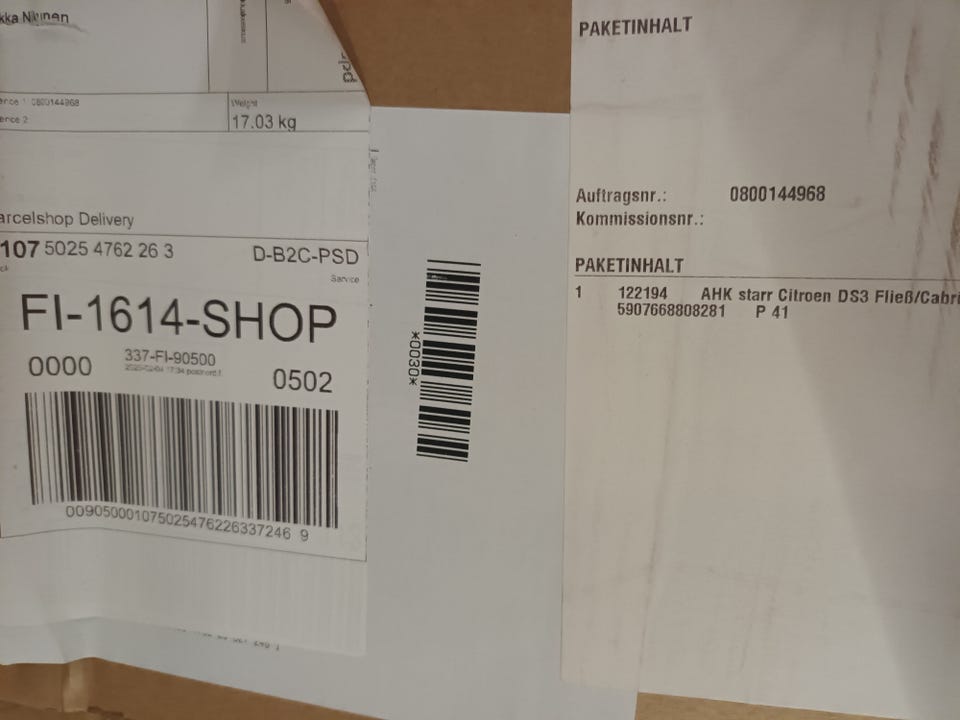 kka Niinen
ence 1 0800144968
ence 2
Weight
17.03 kg
arcelshop Delivery
107 5025 4762 26 3
D-B2C-PSD
Service
FI-1614-SHOP
0000
337-FI-90500
0502
009050001075025476226337246 9
*0030*
PAKETINHALT
Auftragsnr.: 0800144968
Kommissionsnr.:
PAKETINHALT
1 122194 AHK starr Citroen DS3 Fließ/Cabri
5907668808281 P 41